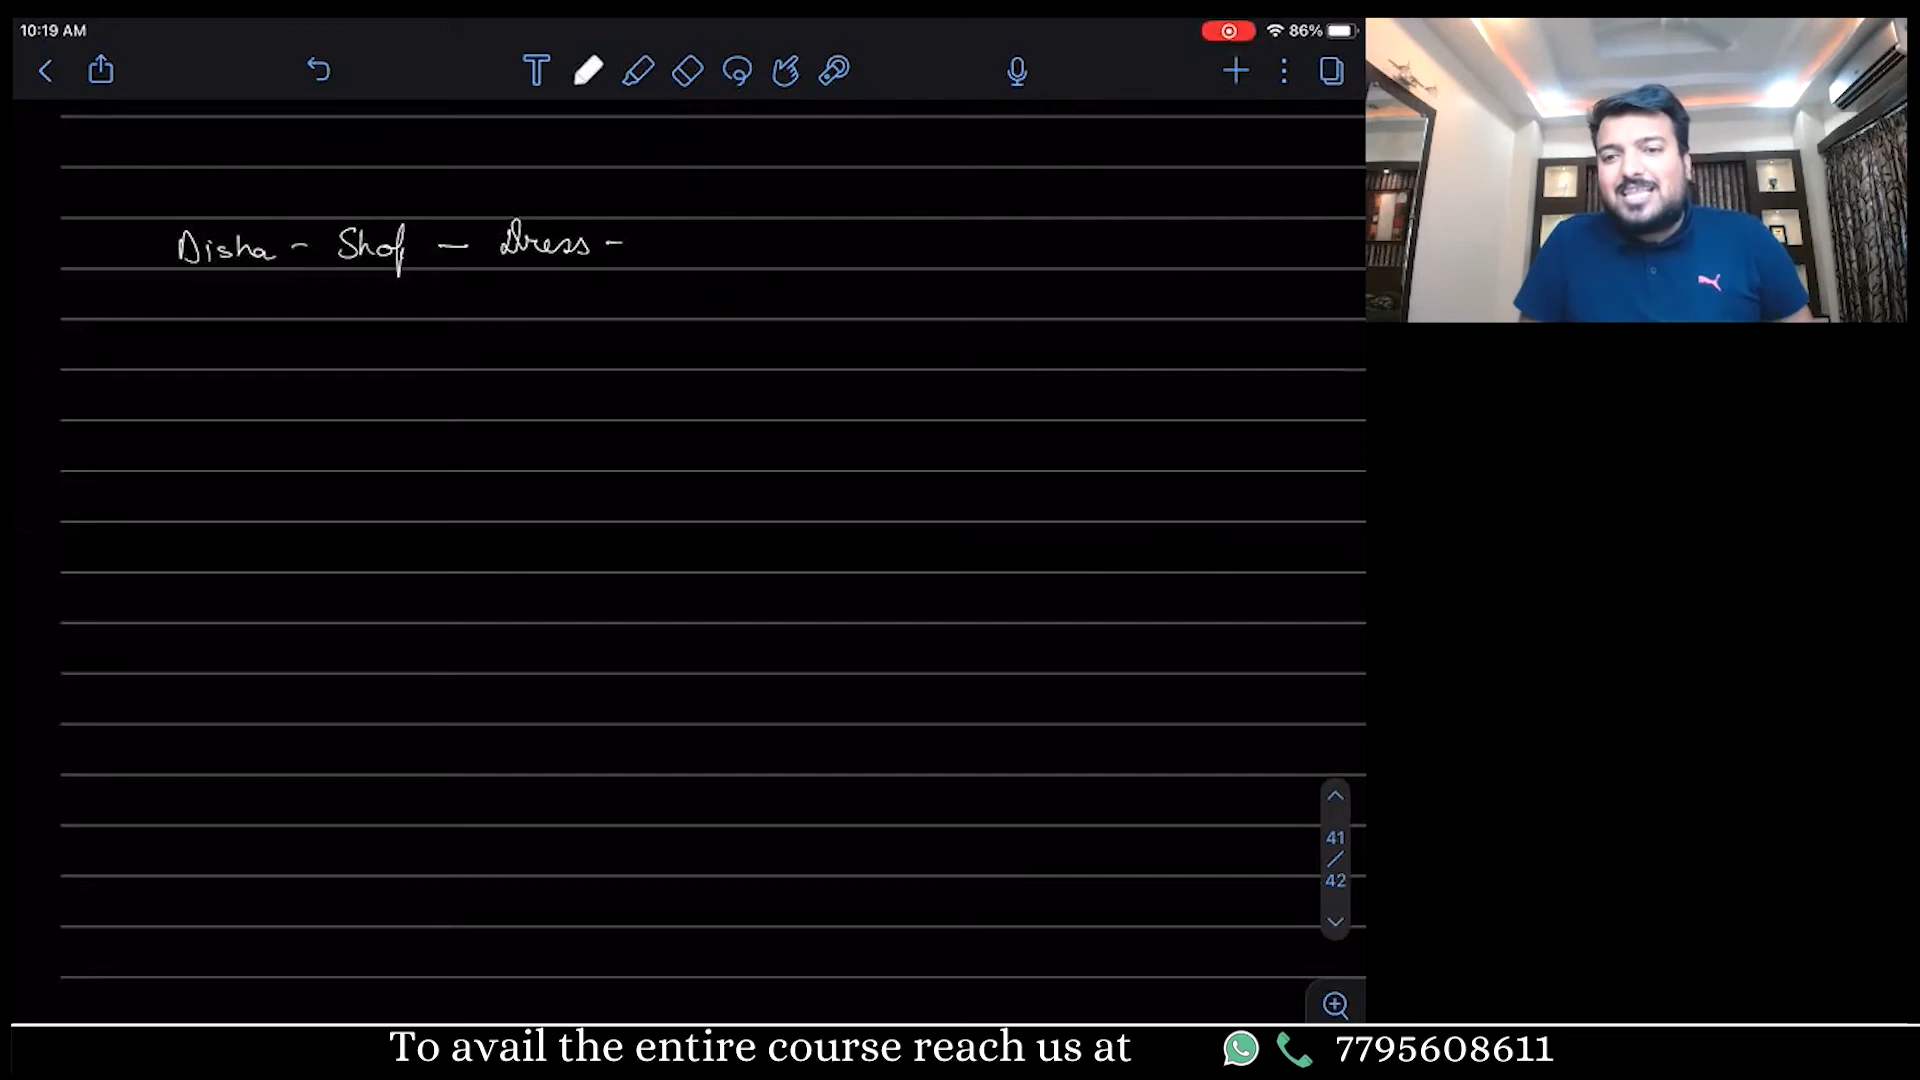 10:19 AM
86%
T
Disha - Shop - Dress -
41
/
42
To avail the entire course reach us at 7795608611